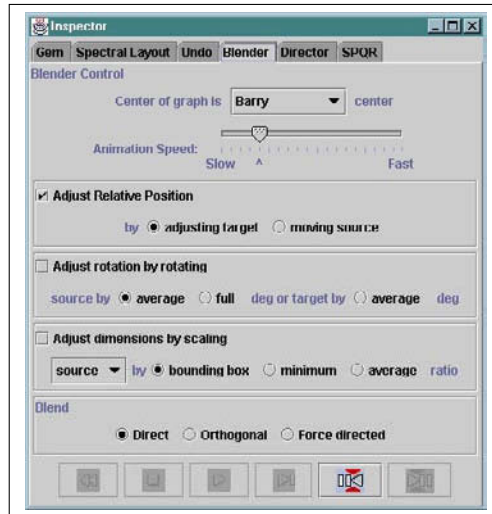 Inspector
Gem Spectral Layout Undo Blender Director SPQR
Blender Control
Center of graph is Barry center
Animation Speed:
Slow ^ Fast
Adjust Relative Position
by adjusting target moving source
Adjust rotation by rotating
source by average full deg or target by average deg
Adjust dimensions by scaling
source by bounding box minimum average ratio
Blend
Direct Orthogonal Force directed